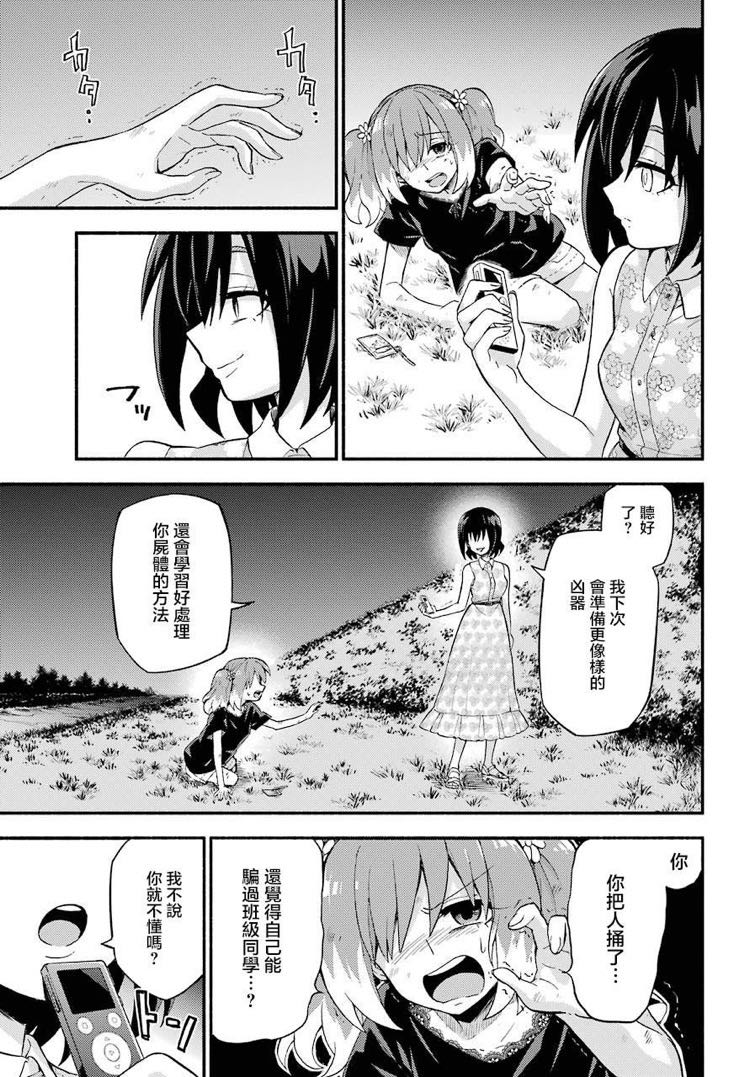 カタ・・
カタ・・
フッ
聽好
了？
我下次
會準備更像樣的
凶器
還會學習好處理
你屍體的方法
你
你把人捅了…
還覺得自己能
騙過班級同學…？
我不說
你就不懂嗎？
トン！